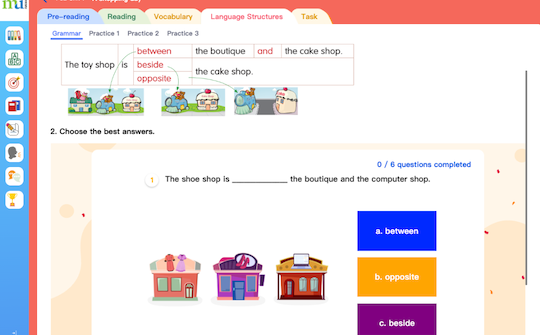 Pre-reading Reading Vocabulary Language Structures Task
Grammar Practice 1 Practice 2 Practice 3
The toy shop is between the boutique and the cake shop.
beside
opposite
the cake shop.
2. Choose the best answers.
0 / 6 questions completed
1 The shoe shop is ______________ the boutique and the computer shop.
a. between
b. opposite
c. beside